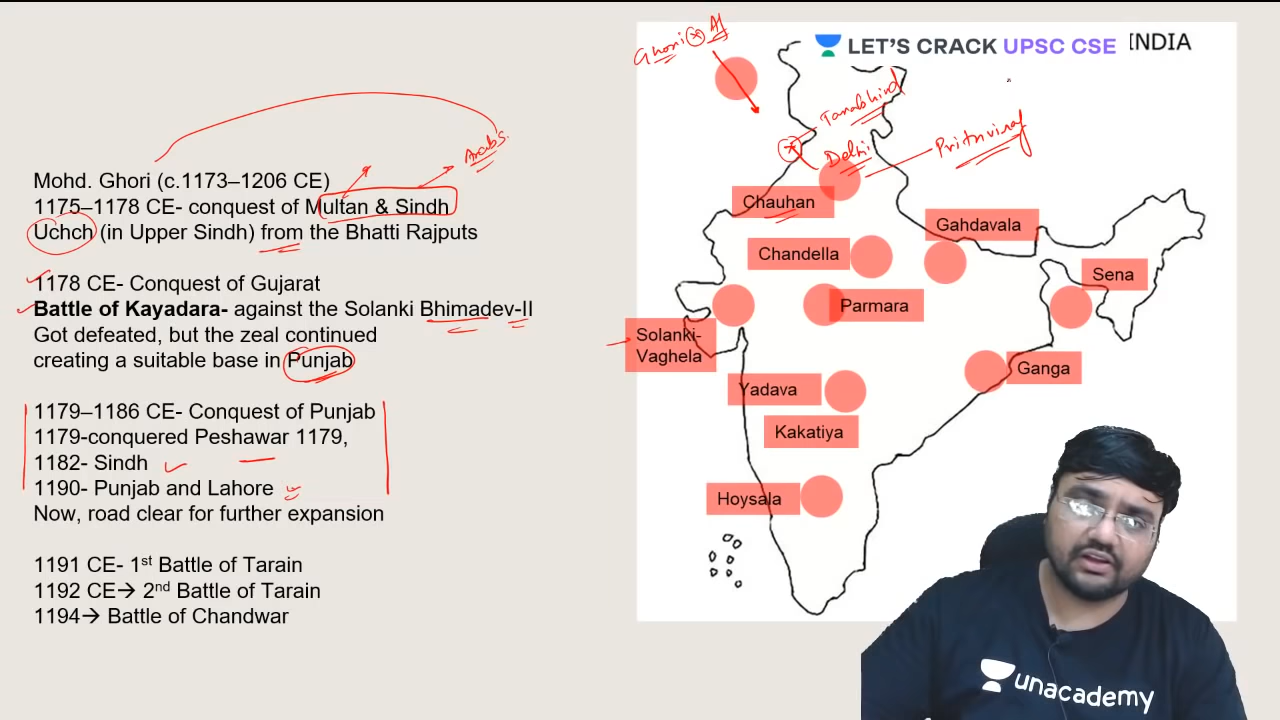 Mohd. Ghori (c.1173–1206 CE)
1175–1178 CE- conquest of Multan & Sindh
Uchch (in Upper Sindh) from the Bhatti Rajputs
1178 CE- Conquest of Gujarat
Battle of Kayadara- against the Solanki Bhimadev-II
Got defeated, but the zeal continued
creating a suitable base in Punjab
1179–1186 CE- Conquest of Punjab
1179-conquered Peshawar 1179,
1182- Sindh
1190- Punjab and Lahore
Now, road clear for further expansion
1191 CE- 1st Battle of Tarain
1192 CE→ 2nd Battle of Tarain
1194→ Battle of Chandwar
Arabs.
Ghori
LET'S CRACK UPSC CSE
INDIA
Tarabhind
Delhi
Prithviraj
Chauhan
Gahdavala
Chandella
Sena
Parmara
Solanki-
Vaghela
Ganga
Yadava
Kakatiya
Hoysala
unacademy